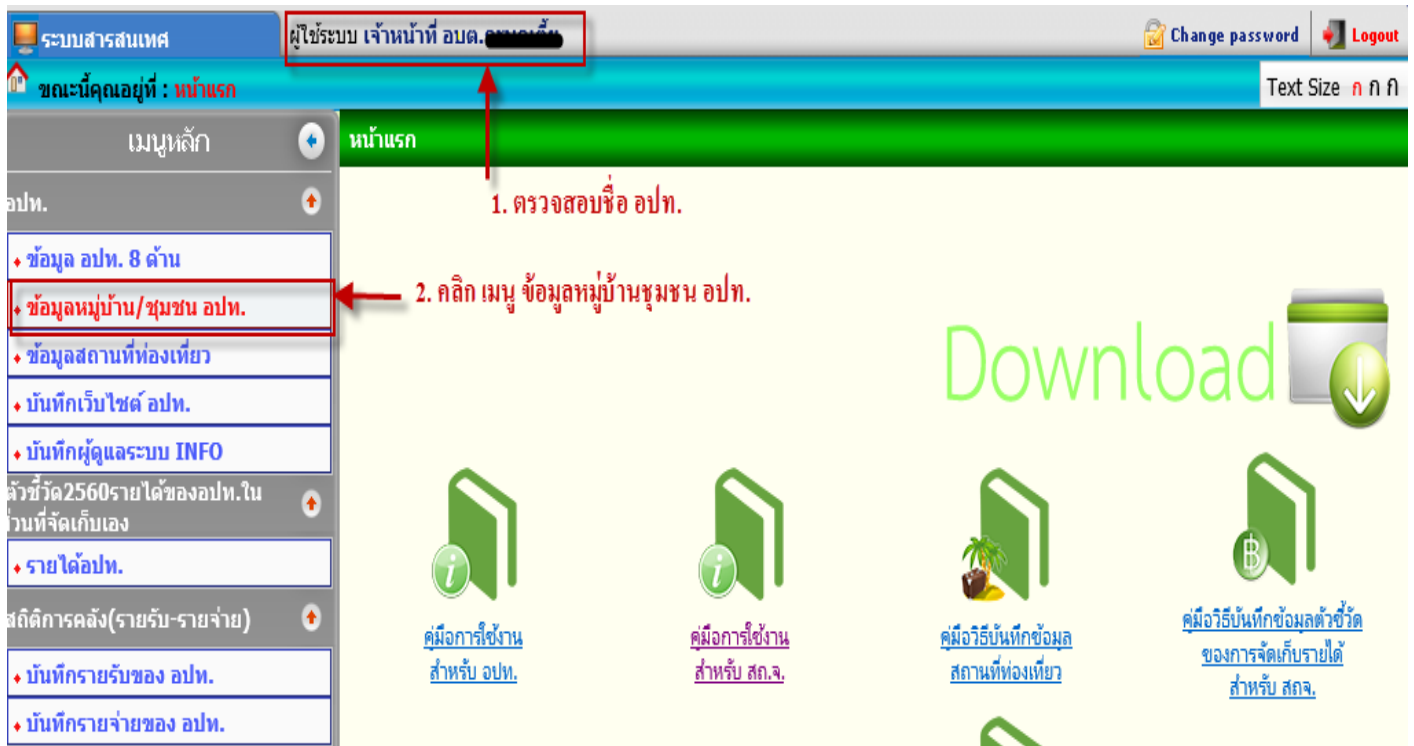 ระบบสารสนเทศ
ผู้ใช้ระบบ เจ้าหน้าที่ อบต.
Change password
Logout
ขณะนี้คุณอยู่ที่ : หน้าแรก
Text Size ก ก ก
เมนูหลัก
หน้าแรก
อปท.
1. ตรวจสอบชื่อ อปท.
ข้อมูล อปท. 8 ด้าน
ข้อมูลหมู่บ้าน/ชุมชน อปท.
2. คลิก เมนู ข้อมูลหมู่บ้านชุมชน อปท.
ข้อมูลสถานที่ท่องเที่ยว
บันทึกเว็บไซต์ อปท.
บันทึกผู้ดูแลระบบ INFO
Download
ตัวชี้วัด2560รายได้ของอปท.ใน
ส่วนที่จัดเก็บเอง
รายได้อปท.
สถิติการคลัง(รายรับ-รายจ่าย)
บันทึกรายรับของ อปท.
บันทึกรายจ่ายของ อปท.
คู่มือการใช้งาน
สำหรับ อปท.
คู่มือการใช้งาน
สำหรับ สถ.จ.
คู่มือวิธีบันทึกข้อมูล
สถานที่ท่องเที่ยว
คู่มือวิธีบันทึกข้อมูลตัวชี้วัด
ของการจัดเก็บรายได้
สำหรับ สถจ.